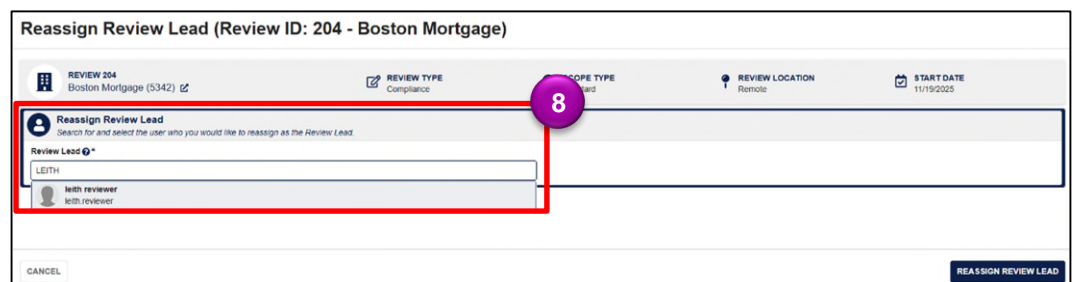 Reassign Review Lead (Review ID: 204 - Boston Mortgage)
REVIEW 204
Boston Mortgage (5342)
REVIEW TYPE
Compliance
TYPE
REVIEW LOCATION
Remote
START DATE
11/19/2025
8
Reassign Review Lead
Search for and select the user who you would like to reassign as the Review Lead.
Review Lead *
LEITH
leith reviewer
leith.reviewer
CANCEL
REASSIGN REVIEW LEAD